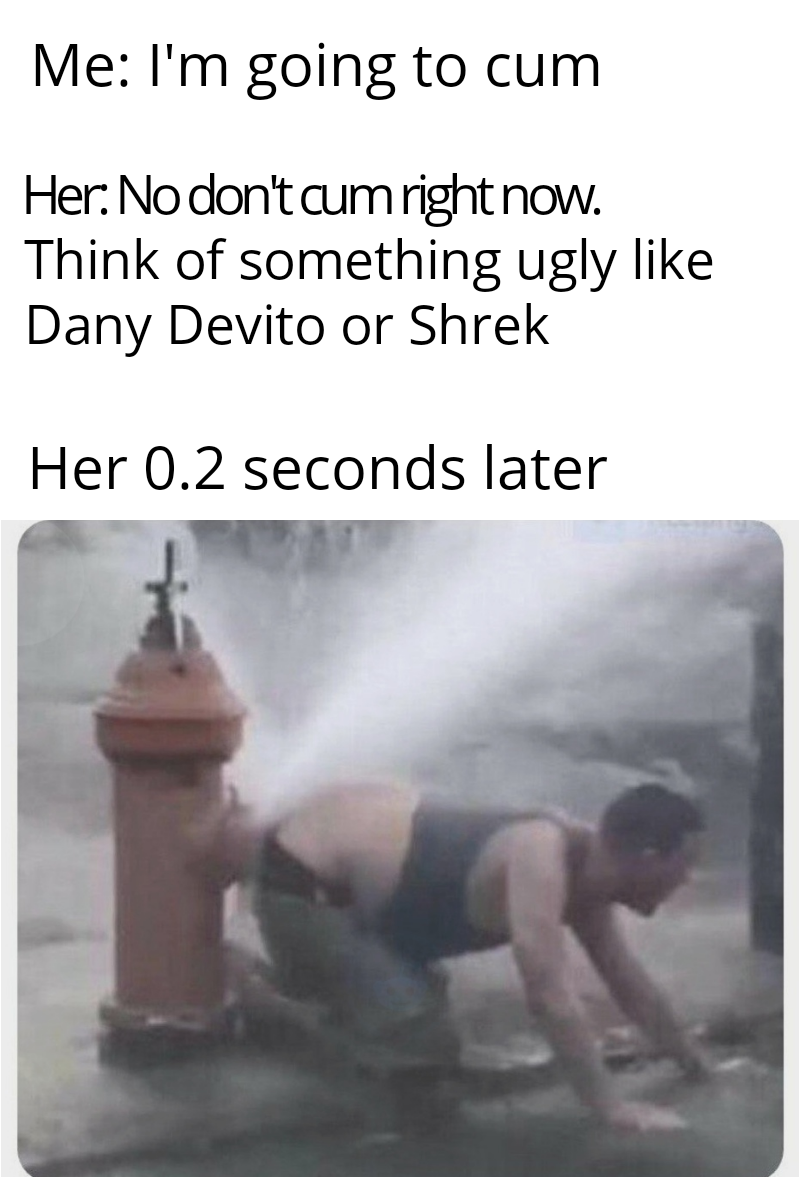 Me: I'm going to cum
Her: No don't cum right now.
Think of something ugly like
Dany Devito or Shrek
Her 0.2 seconds later